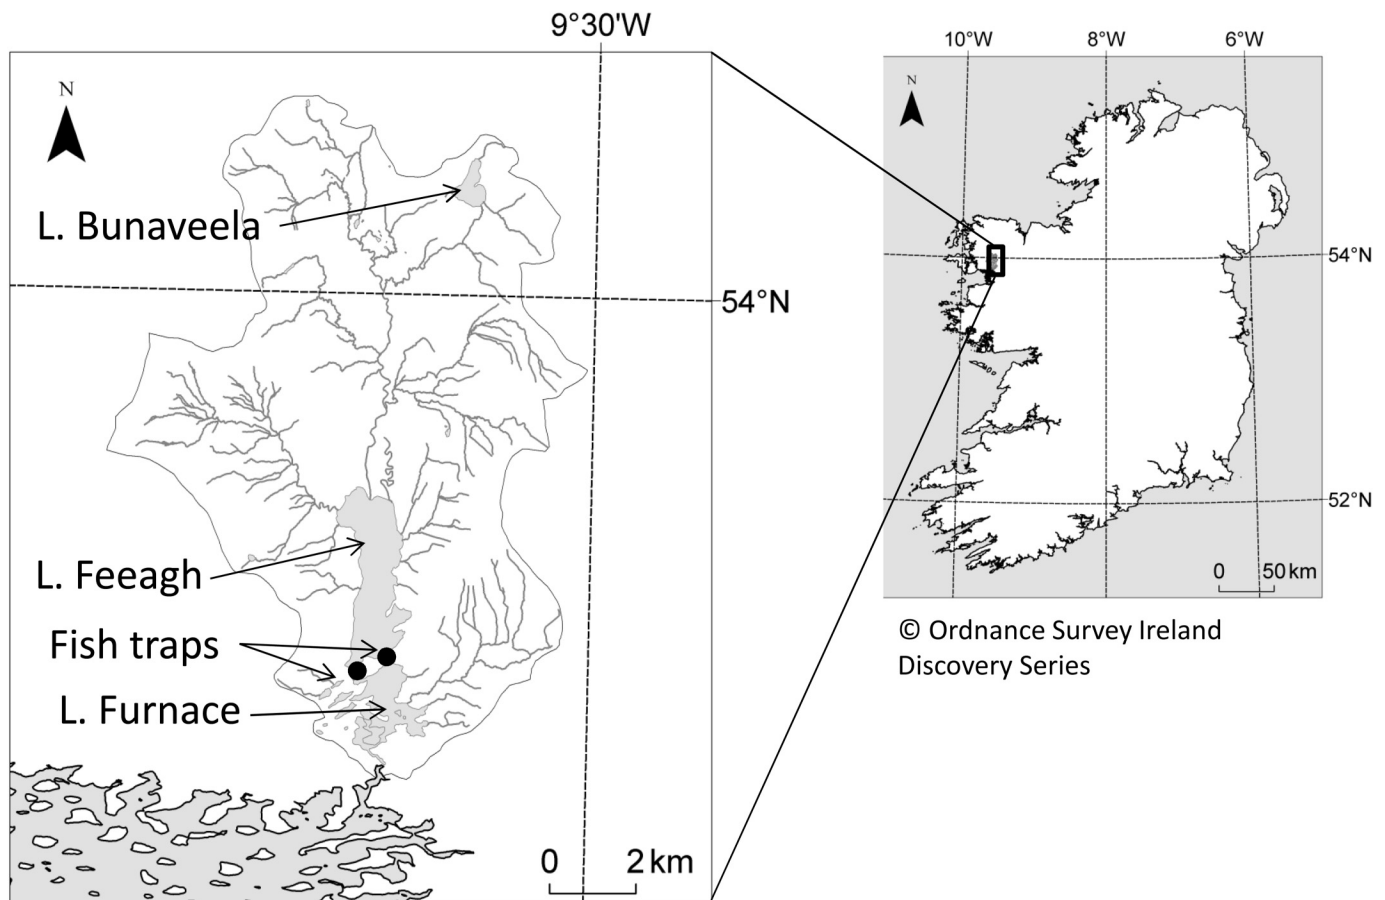 9°30'W
N
L. Bunaveela
54°N
L. Feeagh
Fish traps
L. Furnace
0 2 km
10°W 8°W 6°W
N
54°N
52°N
0 50 km
© Ordnance Survey Ireland
Discovery Series